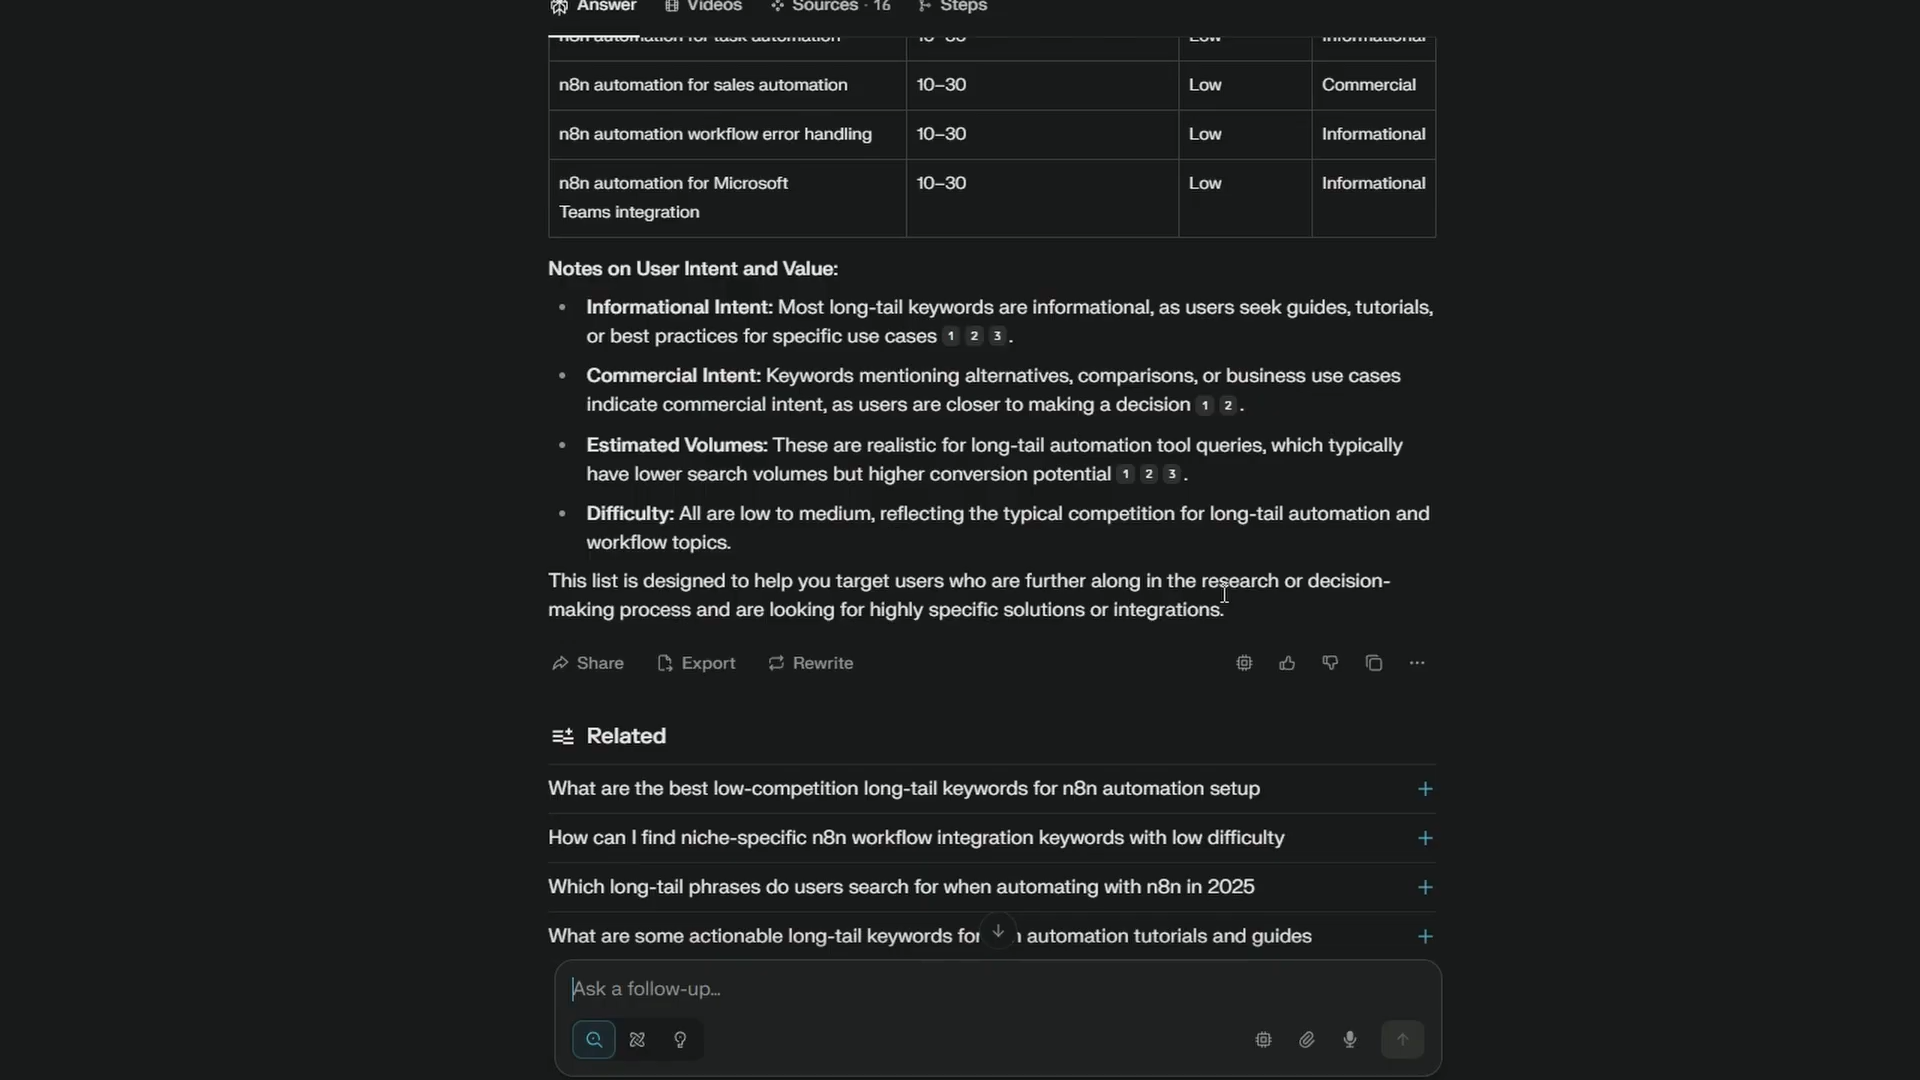 Answer Videos Sources · 16 Steps
n8n automation for task automation 10–30 Low Informational
n8n automation for sales automation 10–30 Low Commercial
n8n automation workflow error handling 10–30 Low Informational
n8n automation for Microsoft 10–30 Low Informational
Teams integration
Notes on User Intent and Value:
• Informational Intent: Most long-tail keywords are informational, as users seek guides, tutorials,
or best practices for specific use cases 1 2 3 .
• Commercial Intent: Keywords mentioning alternatives, comparisons, or business use cases
indicate commercial intent, as users are closer to making a decision 1 2 .
• Estimated Volumes: These are realistic for long-tail automation tool queries, which typically
have lower search volumes but higher conversion potential 1 2 3 .
• Difficulty: All are low to medium, reflecting the typical competition for long-tail automation and
workflow topics.
This list is designed to help you target users who are further along in the research or decision-
making process and are looking for highly specific solutions or integrations.
Share Export Rewrite
Related
What are the best low-competition long-tail keywords for n8n automation setup
How can I find niche-specific n8n workflow integration keywords with low difficulty
Which long-tail phrases do users search for when automating with n8n in 2025
What are some actionable long-tail keywords for automation tutorials and guides
Ask a follow-up...